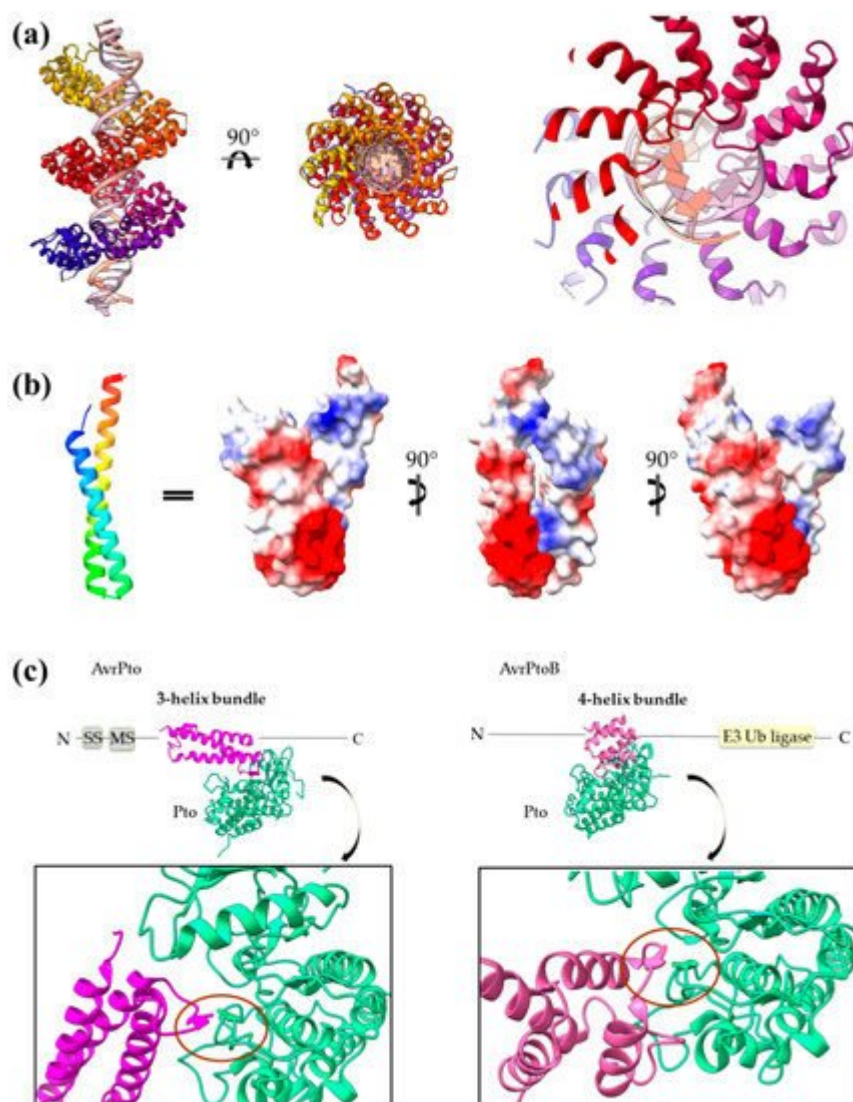 (a)
90°
(b)
90°
90°
(c)
AvrPto
3-helix bundle
N SS MS C
Pto
AvrPtoB
4-helix bundle
N E3 Ub ligase C
Pto